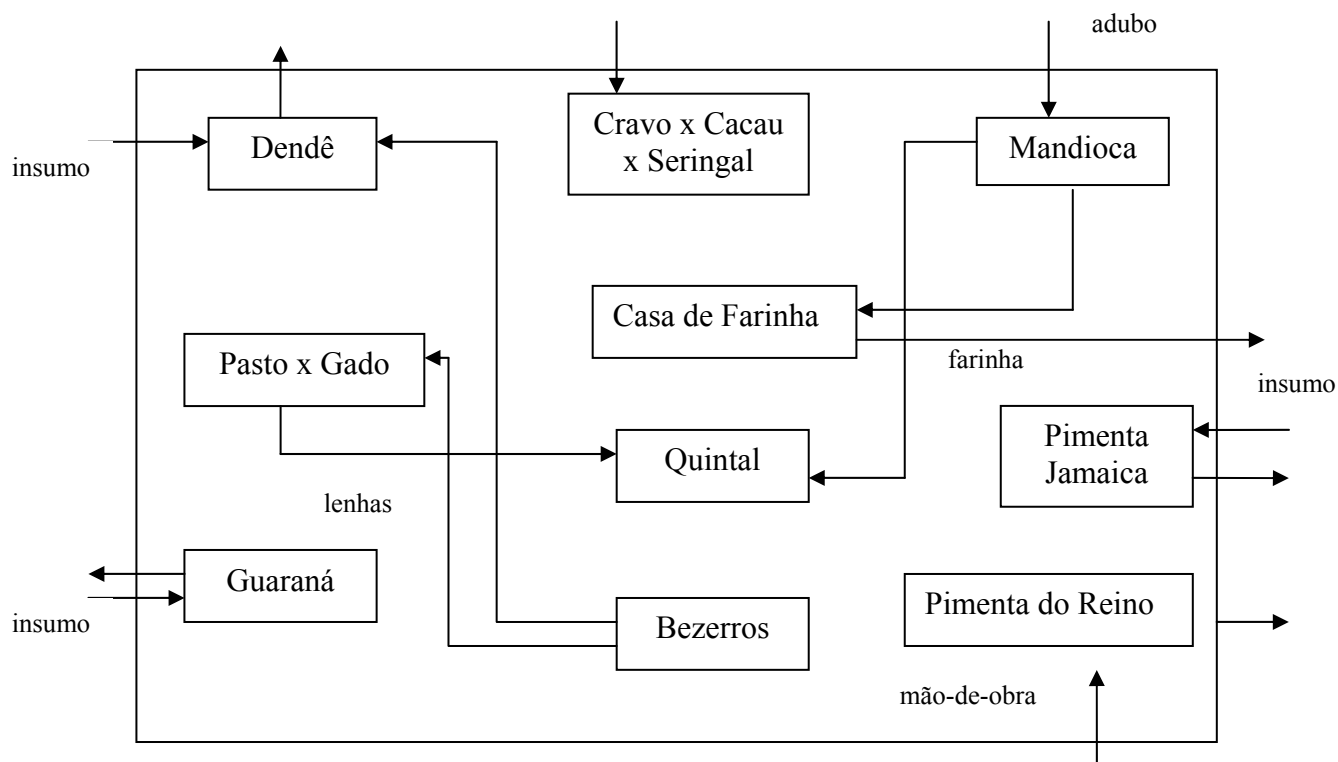 adubo
Cravo x Cacau
x Seringal
Dendê
Mandioca
insumo
Casa de Farinha
Pasto x Gado
farinha
insumo
Pimenta
Jamaica
Quintal
lenhas
Guaraná
Pimenta do Reino
insumo
Bezerros
mão-de-obra